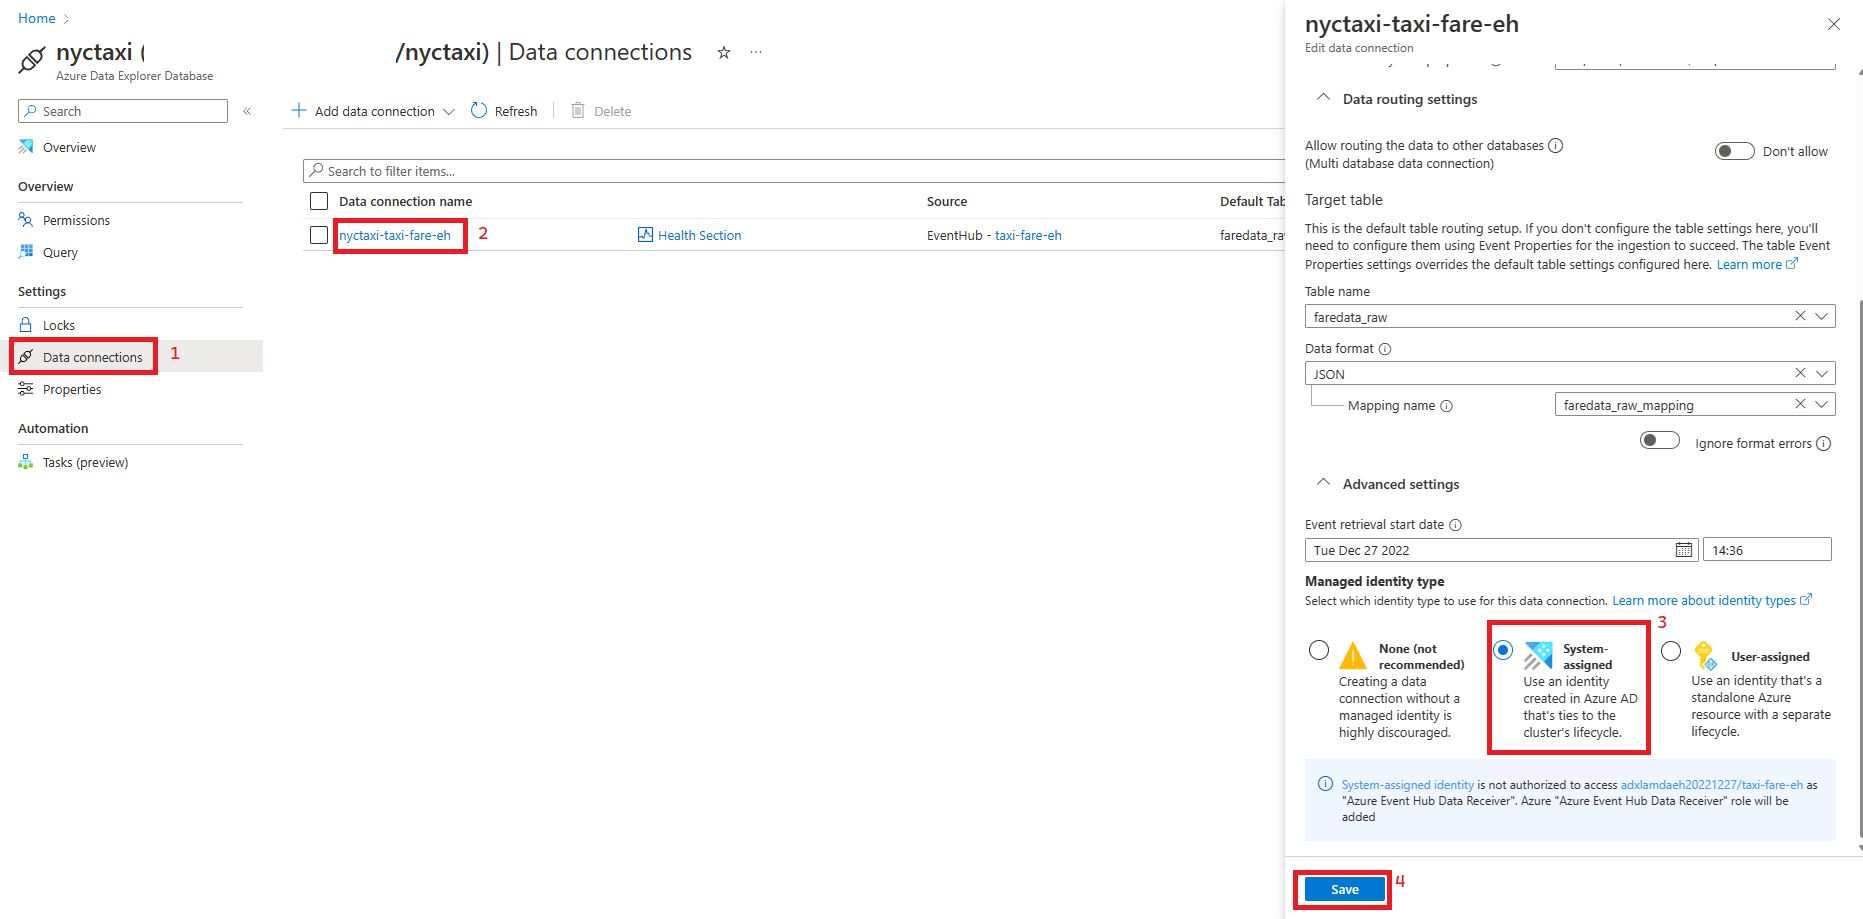 Home
nyctaxi (
/nyctaxi) | Data connections
Azure Data Explorer Database
Search
Overview
Overview
Permissions
Query
Settings
Locks
Data connections
1
Properties
Automation
Tasks (preview)
Add data connection
Refresh
Delete
Search to filter items...
Data connection name
Source
Default Tab
nyctaxi-taxi-fare-eh
2
Health Section
EventHub - taxi-fare-eh
faredata_ra
nyctaxi-taxi-fare-eh
Edit data connection
Data routing settings
Allow routing the data to other databases
(Multi database data connection)
Don't allow
Target table
This is the default table routing setup. If you don't configure the table settings here, you'll
need to configure them using Event Properties for the ingestion to succeed. The table Event
Properties settings overrides the default table settings configured here. Learn more
Table name
faredata_raw
Data format
JSON
Mapping name
faredata_raw_mapping
Ignore format errors
Advanced settings
Event retrieval start date
Tue Dec 27 2022
14:36
Managed identity type
Select which identity type to use for this data connection. Learn more about identity types
3
None (not
recommended)
Creating a data
connection without a
managed identity is
highly discouraged.
System-
assigned
Use an identity
created in Azure AD
that's ties to the
cluster's lifecycle.
User-assigned
Use an identity that's a
standalone Azure
resource with a separate
lifecycle.
System-assigned identity is not authorized to access adxlamdaeh20221227/taxi-fare-eh as
"Azure Event Hub Data Receiver". Azure "Azure Event Hub Data Receiver" role will be
added
Save
4